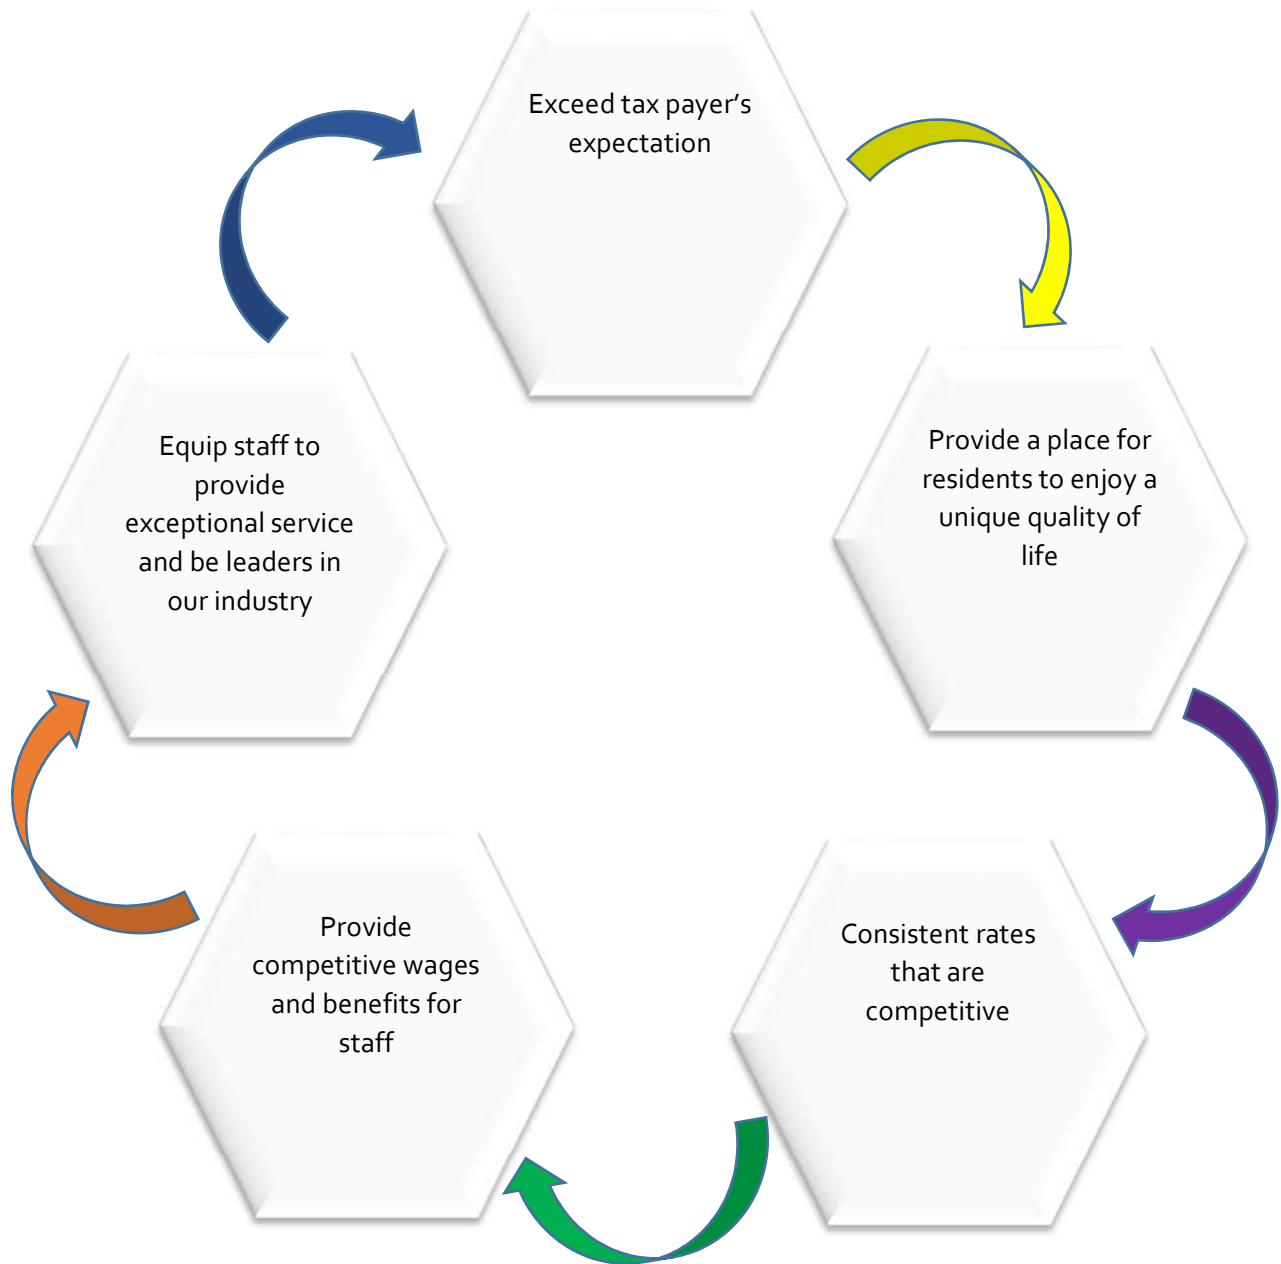 Exceed tax payer’s
expectation
Provide a place for
residents to enjoy a
unique quality of
life
Consistent rates
that are
competitive
Provide
competitive wages
and benefits for
staff
Equip staff to
provide
exceptional service
and be leaders in
our industry